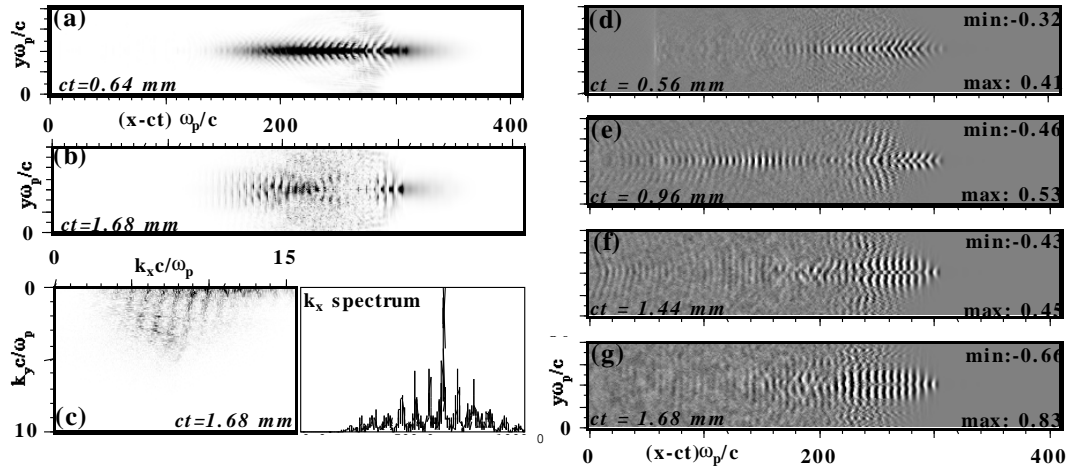 (a)
yω_p/c
0
ct=0.64 mm
0 (x-ct) ω_p/c 200 400
(b)
yω_p/c
0
ct=1.68 mm
0 k_xc/ω_p 15
0
k_yc/ω_p
10
(c)
ct=1.68 mm
k_x spectrum
0
(d)
min:-0.32
ct = 0.56 mm
max: 0.41
(e)
min:-0.46
ct = 0.96 mm
max: 0.53
0 200 400
(f)
min:-0.43
ct = 1.44 mm
max: 0.45
(g)
min:-0.66
yω_p/c
0
ct = 1.68 mm
max: 0.83
0 (x-ct)ω_p/c 200 400